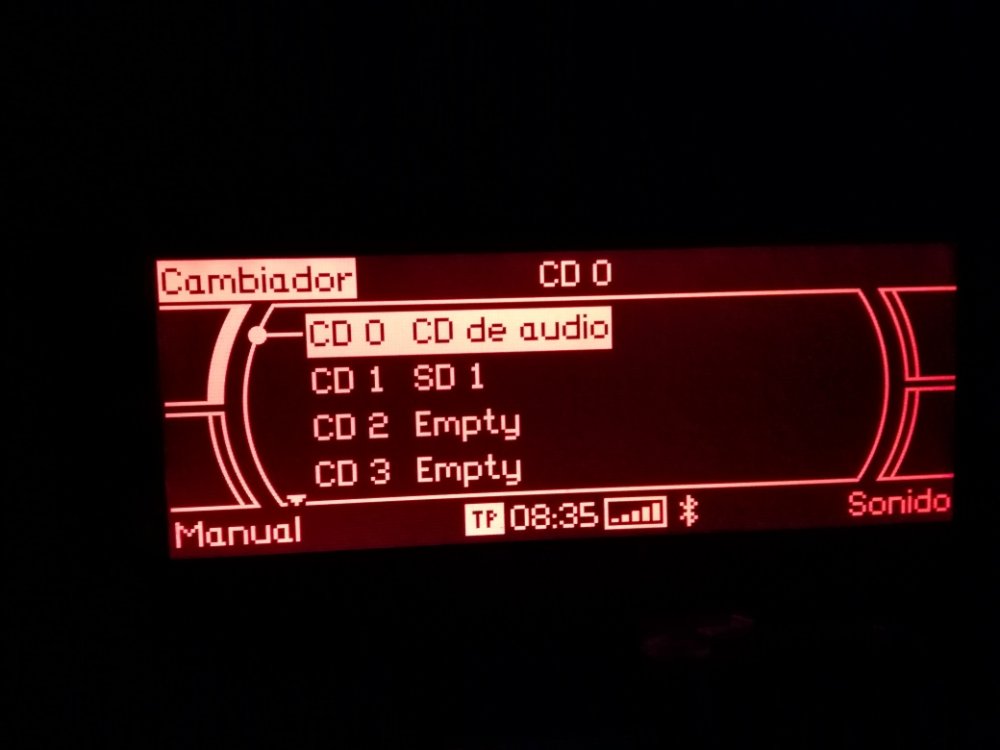 Cambiador CD 0
CD 0 CD de audio
CD 1 SD 1
CD 2 Empty
CD 3 Empty
Manual TP 08:35 Sonido